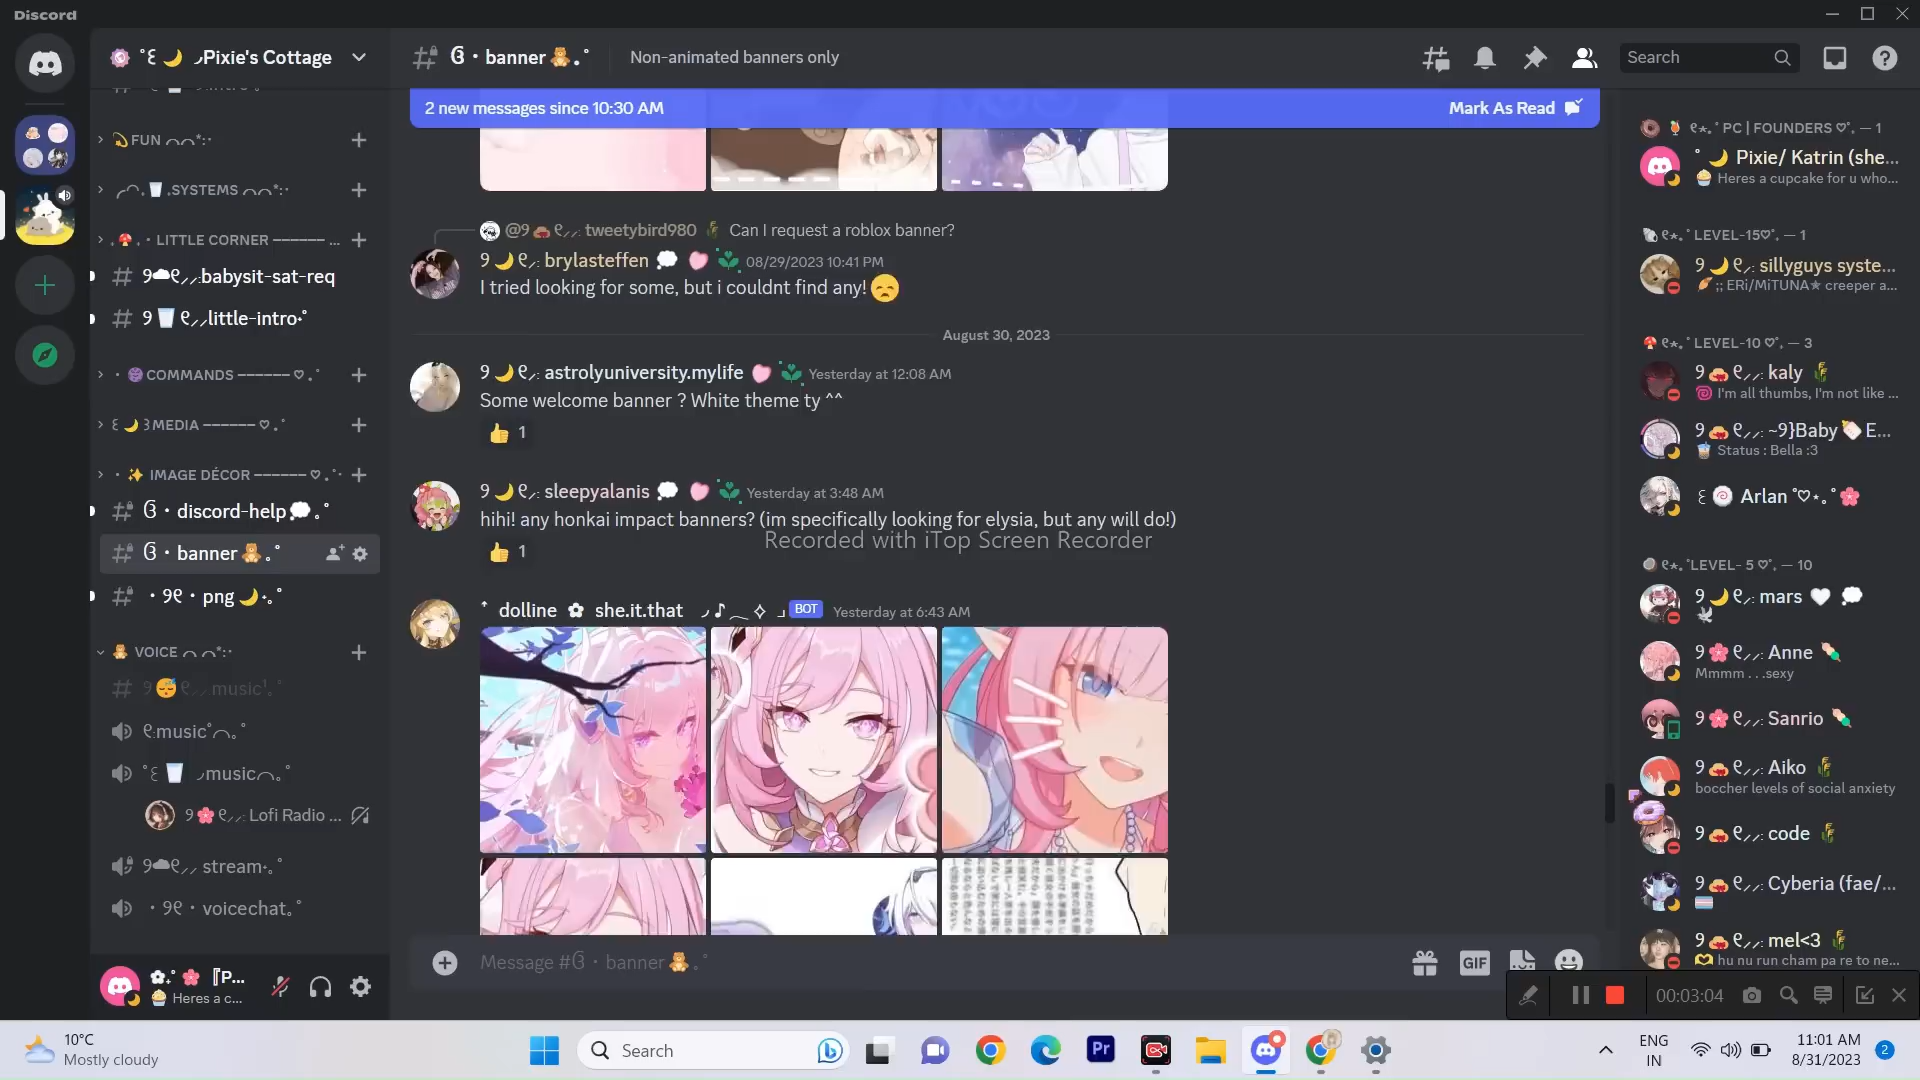 Discord
Pixie's Cottage
banner
Non-animated banners only
Search
2 new messages since 10:30 AM
Mark As Read
FUN
SYSTEMS
LITTLE CORNER ------ ...
babysit-sat-req
little-intro
COMMANDS ------
MEDIA ------
IMAGE DÉCOR ------
discord-help
banner
png
VOICE
music
music
music
Lofi Radio ...
stream
voicechat
Heres a c...
@ tweetybird980 Can I request a roblox banner?
brylasteffen 08/29/2023 10:41 PM
I tried looking for some, but i couldnt find any!
August 30, 2023
astrolyuniversity.mylife Yesterday at 12:08 AM
Some welcome banner ? White theme ty ^^
1
sleepyalanis Yesterday at 3:48 AM
hihi! any honkai impact banners? (im specifically looking for elysia, but any will do!)
Recorded with iTop Screen Recorder
1
dolline she.it.that BOT Yesterday at 6:43 AM
Message # banner
GIF
PC | FOUNDERS — 1
Pixie/ Katrin (she...
Heres a cupcake for u who...
LEVEL-15 — 1
sillyguys syste...
;; ERi/MiTUNA★ creeper a...
LEVEL-10 — 3
kaly
I'm all thumbs, I'm not like ...
~9}Baby E...
Status : Bella :3
Arlan
LEVEL- 5 — 10
mars
Anne
Mmmm . . .sexy
Sanrio
Aiko
boccher levels of social anxiety
code
Cyberia (fae/...
mel<3
hu nu run cham pa re to ne...
00:03:04
10°C
Mostly cloudy
Search
Pr
ENG
IN
11:01 AM
8/31/2023
2